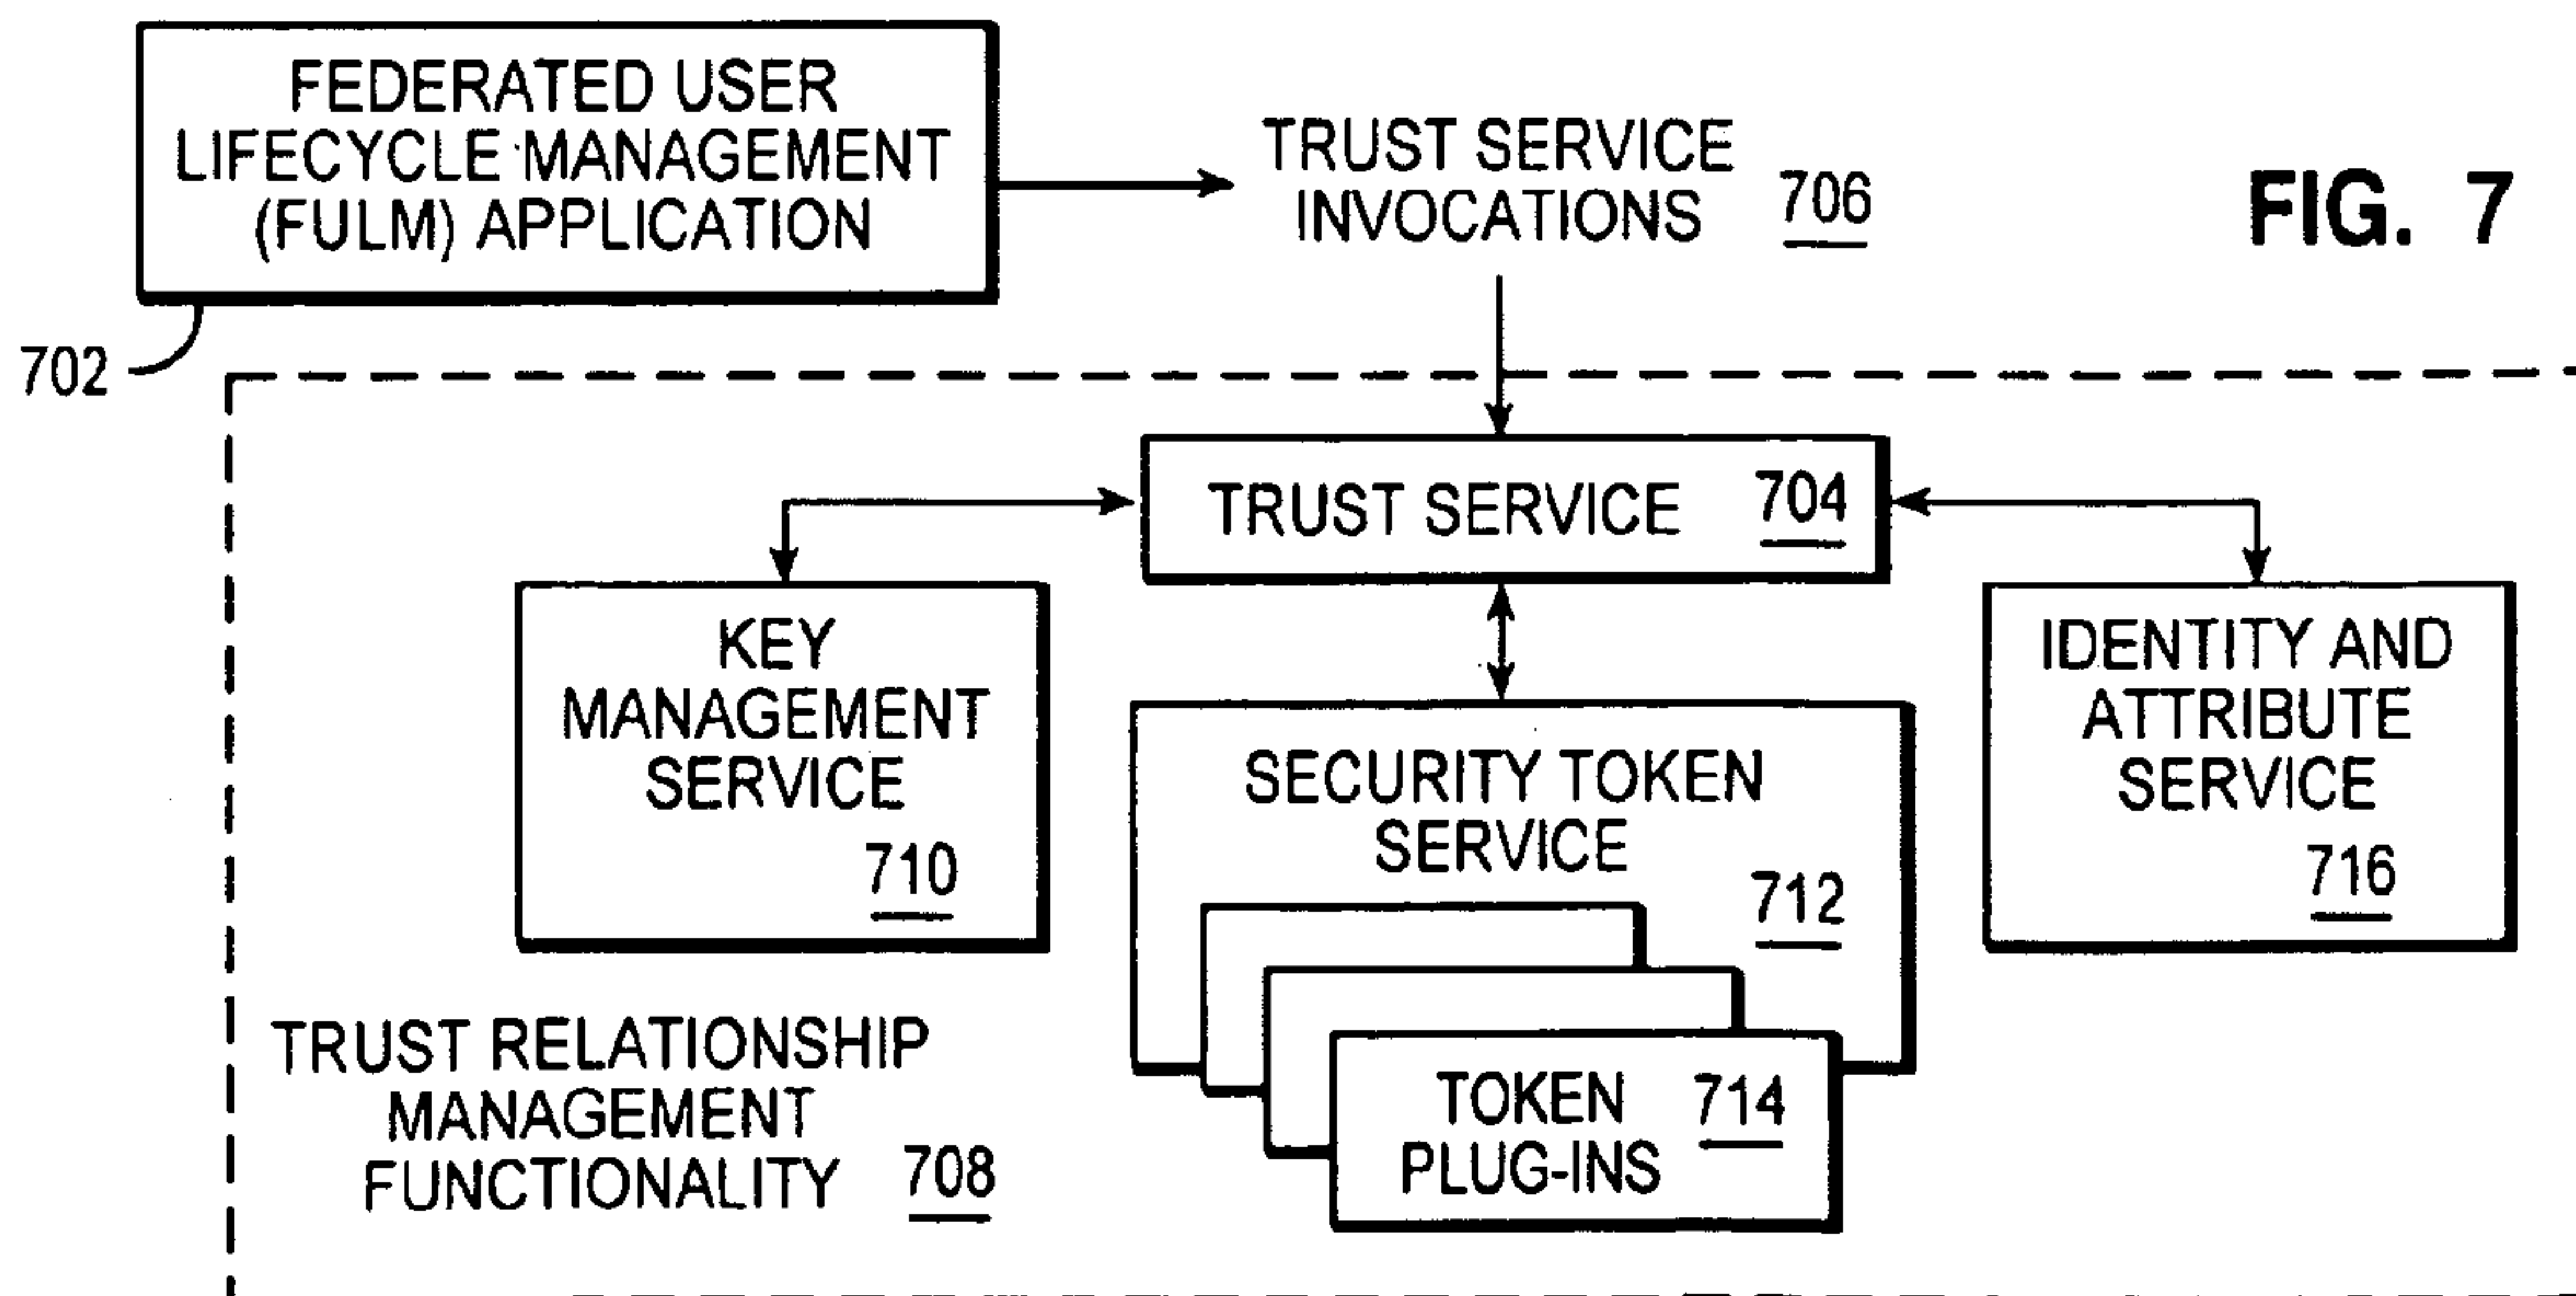 FEDERATED USER
LIFECYCLE MANAGEMENT
(FULM) APPLICATION
702
TRUST SERVICE
INVOCATIONS
706
FIG. 7
TRUST SERVICE
704
KEY
MANAGEMENT
SERVICE
710
SECURITY TOKEN
SERVICE
712
IDENTITY AND
ATTRIBUTE
SERVICE
716
TRUST RELATIONSHIP
MANAGEMENT
FUNCTIONALITY
708
TOKEN
PLUG-INS
714